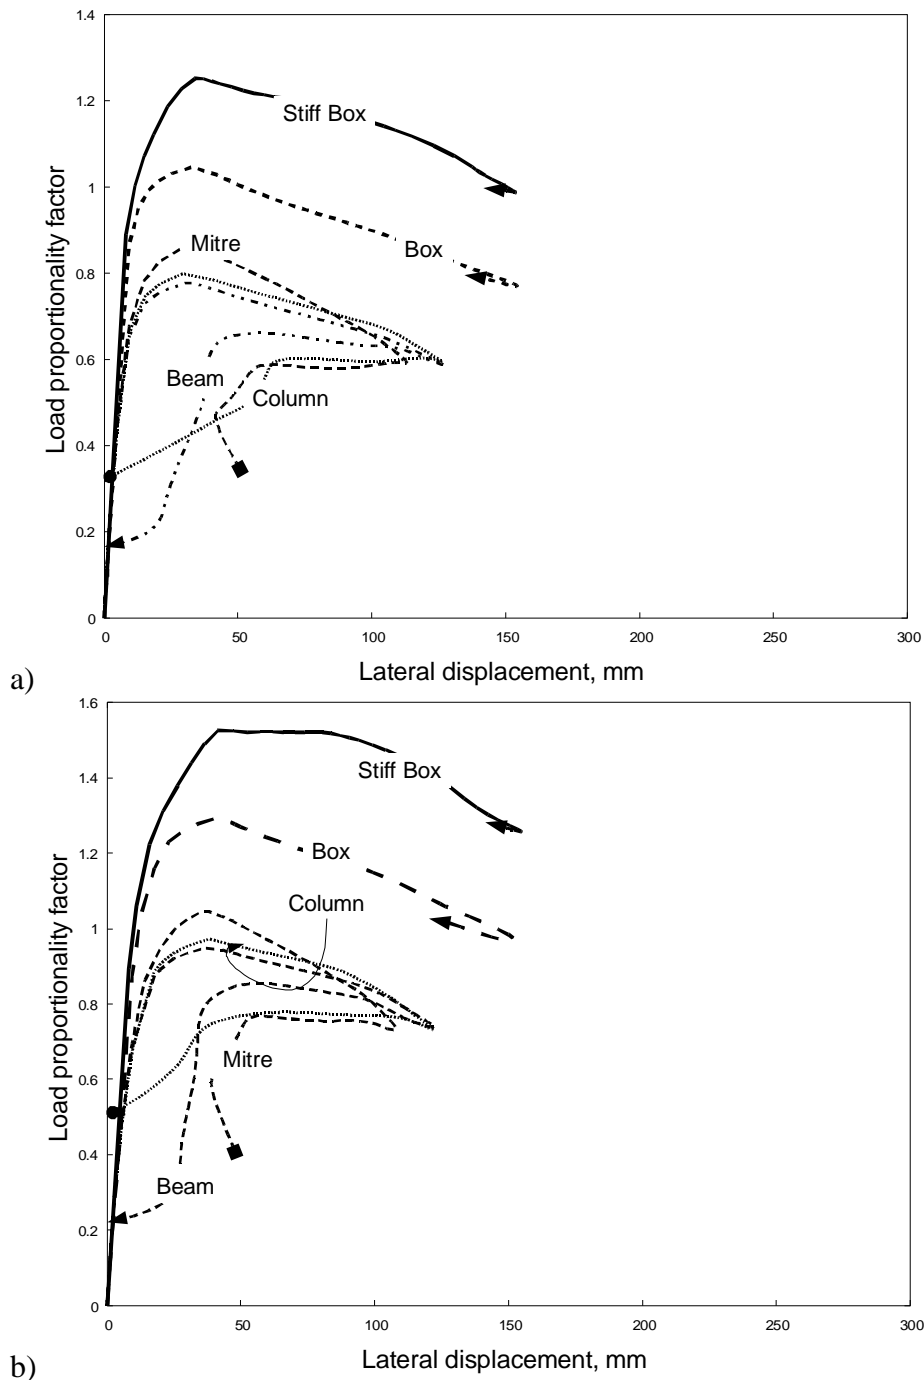 a)
Load proportionality factor
1.4
1.2
1
0.8
0.6
0.4
0.2
0
Stiff Box
Box
Mitre
Beam
Column
0 50 100 150 200 250 300
Lateral displacement, mm
b)
Load proportionality factor
1.6
1.4
1.2
1
0.8
0.6
0.4
0.2
0
Stiff Box
Box
Column
Mitre
Beam
0 50 100 150 200 250 300
Lateral displacement, mm